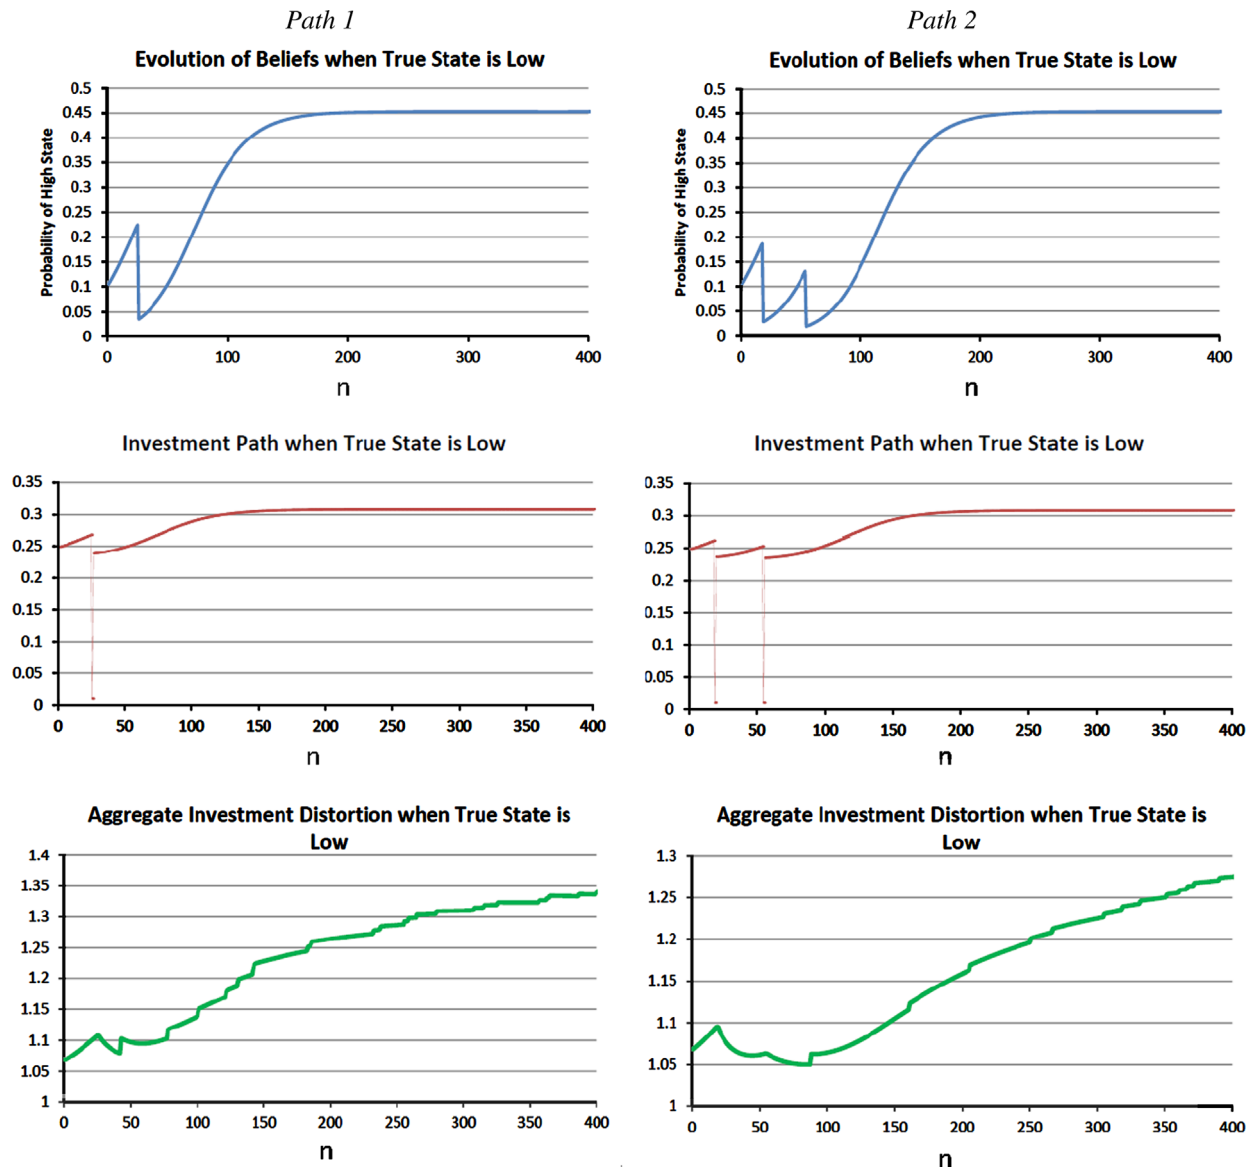 Path 1
Path 2
Evolution of Beliefs when True State is Low
Probability of High State
0.5
0.45
0.4
0.35
0.3
0.25
0.2
0.15
0.1
0.05
0
0 100 200 300 400
n
Evolution of Beliefs when True State is Low
Probability of High State
0.5
0.45
0.4
0.35
0.3
0.25
0.2
0.15
0.1
0.05
0
0 100 200 300 400
n
Investment Path when True State is Low
0.35
0.3
0.25
0.2
0.15
0.1
0.05
0
0 50 100 150 200 250 300 350 400
n
Investment Path when True State is Low
0.35
0.3
0.25
0.2
0.15
0.1
0.05
0
0 50 100 150 200 250 300 350 400
n
Aggregate Investment Distortion when True State is
Low
1.4
1.35
1.3
1.25
1.2
1.15
1.1
1.05
1
0 50 100 150 200 250 300 350 400
n
Aggregate Investment Distortion when True State is
Low
1.3
1.25
1.2
1.15
1.1
1.05
1
0 50 100 150 200 250 300 350 400
n